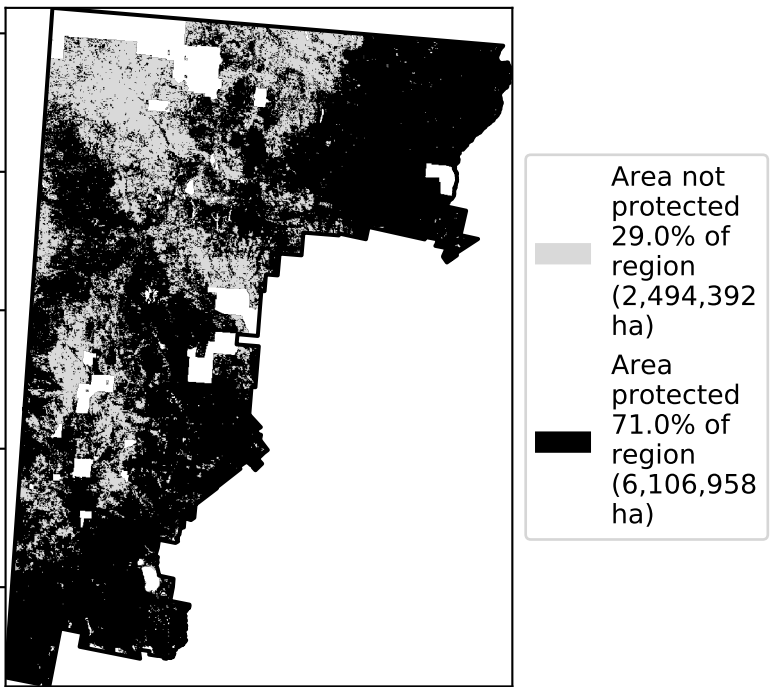 Area not
protected
29.0% of
region
(2,494,392
ha)
Area
protected
71.0% of
region
(6,106,958
ha)